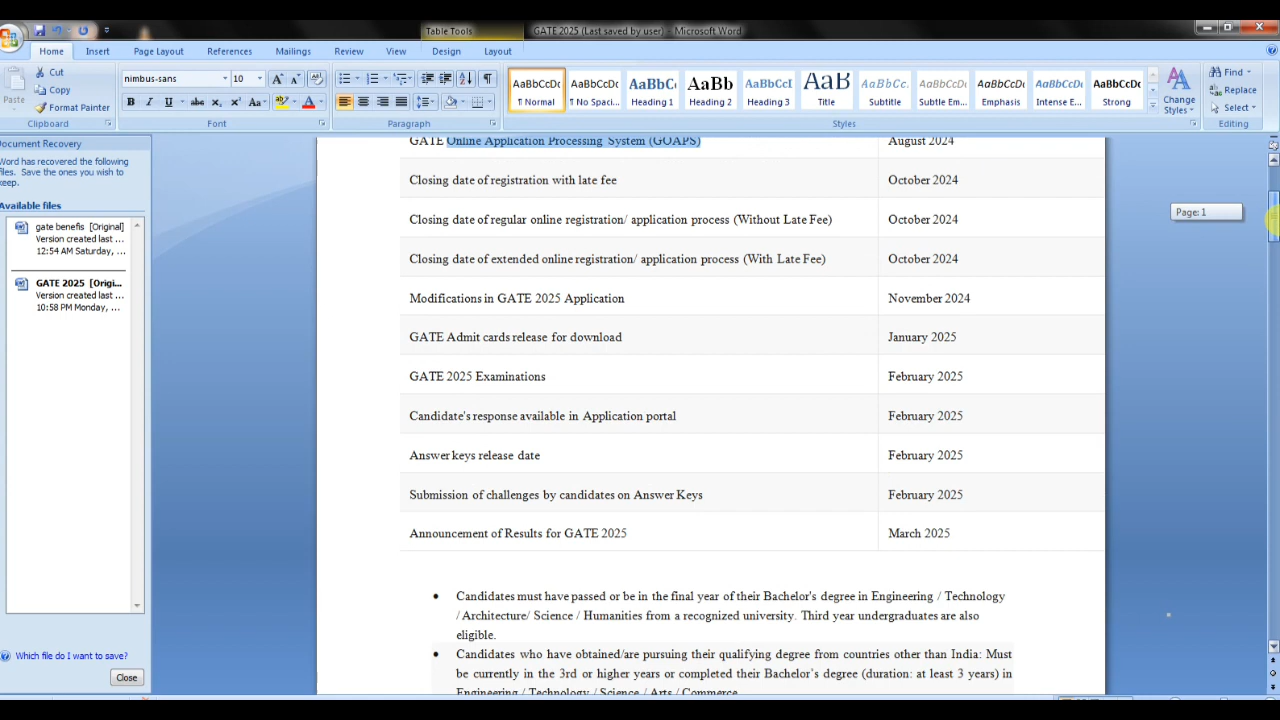 Table Tools
GATE 2025 (Last saved by user) - Microsoft Word
Home Insert Page Layout References Mailings Review View Design Layout
Paste
Cut
Copy
Format Painter
Clipboard
nimbus-sans 10
Font
Paragraph
AaBbCcDc AaBbCcDc AaBbC AaBb AaBbCcI AaB AaBbCc. AaBbCcDc AaBbCcDc AaBbCcDc AaBbCcDc
¶ Normal ¶ No Spaci... Heading 1 Heading 2 Heading 3 Title Subtitle Subtle Em... Emphasis Intense E... Strong
Change
Styles
Styles
Find
Replace
Select
Editing
Document Recovery
Word has recovered the following
files. Save the ones you wish to
keep.
Available files
gate benefis [Original]
Version created last ...
12:54 AM Saturday, ...
GATE 2025 [Origi...
Version created last ...
10:58 PM Monday, ...
Which file do I want to save?
Close
GATE Online Application Processing System (GOAPS) August 2024
Closing date of registration with late fee October 2024
Closing date of regular online registration/ application process (Without Late Fee) October 2024
Closing date of extended online registration/ application process (With Late Fee) October 2024
Modifications in GATE 2025 Application November 2024
GATE Admit cards release for download January 2025
GATE 2025 Examinations February 2025
Candidate's response available in Application portal February 2025
Answer keys release date February 2025
Submission of challenges by candidates on Answer Keys February 2025
Announcement of Results for GATE 2025 March 2025
• Candidates must have passed or be in the final year of their Bachelor's degree in Engineering / Technology
/ Architecture/ Science / Humanities from a recognized university. Third year undergraduates are also
eligible.
• Candidates who have obtained/are pursuing their qualifying degree from countries other than India: Must
be currently in the 3rd or higher years or completed their Bachelor's degree (duration: at least 3 years) in
Engineering / Technology / Science / Arts / Commerce
Page: 1